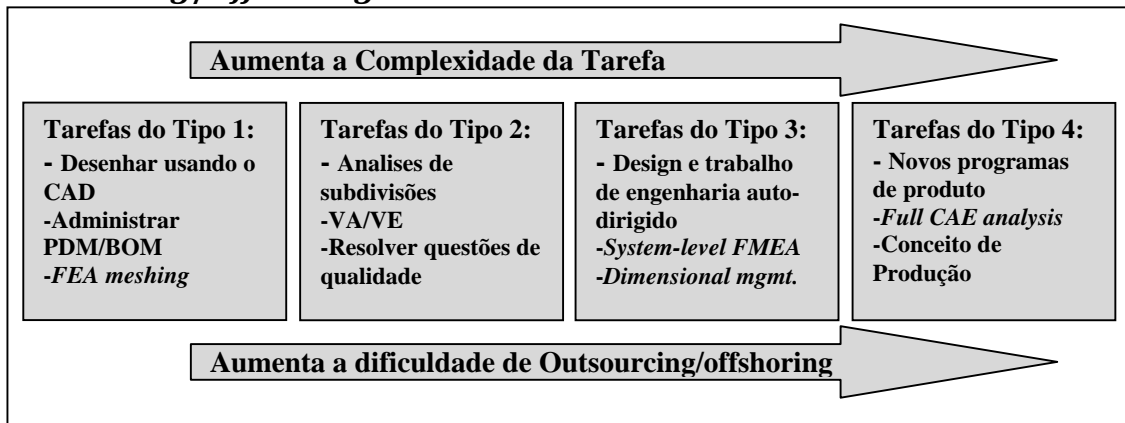 Aumenta a Complexidade da Tarefa
Tarefas do Tipo 1:
- Desenhar usando o
CAD
-Administrar
PDM/BOM
-FEA meshing
Tarefas do Tipo 2:
- Analises de
subdivisões
-VA/VE
-Resolver questões de
qualidade
Tarefas do Tipo 3:
- Design e trabalho
de engenharia auto-
dirigido
-System-level FMEA
-Dimensional mgmt.
Tarefas do Tipo 4:
- Novos programas
de produto
-Full CAE analysis
-Conceito de
Produção
Aumenta a dificuldade de Outsourcing/offshoring